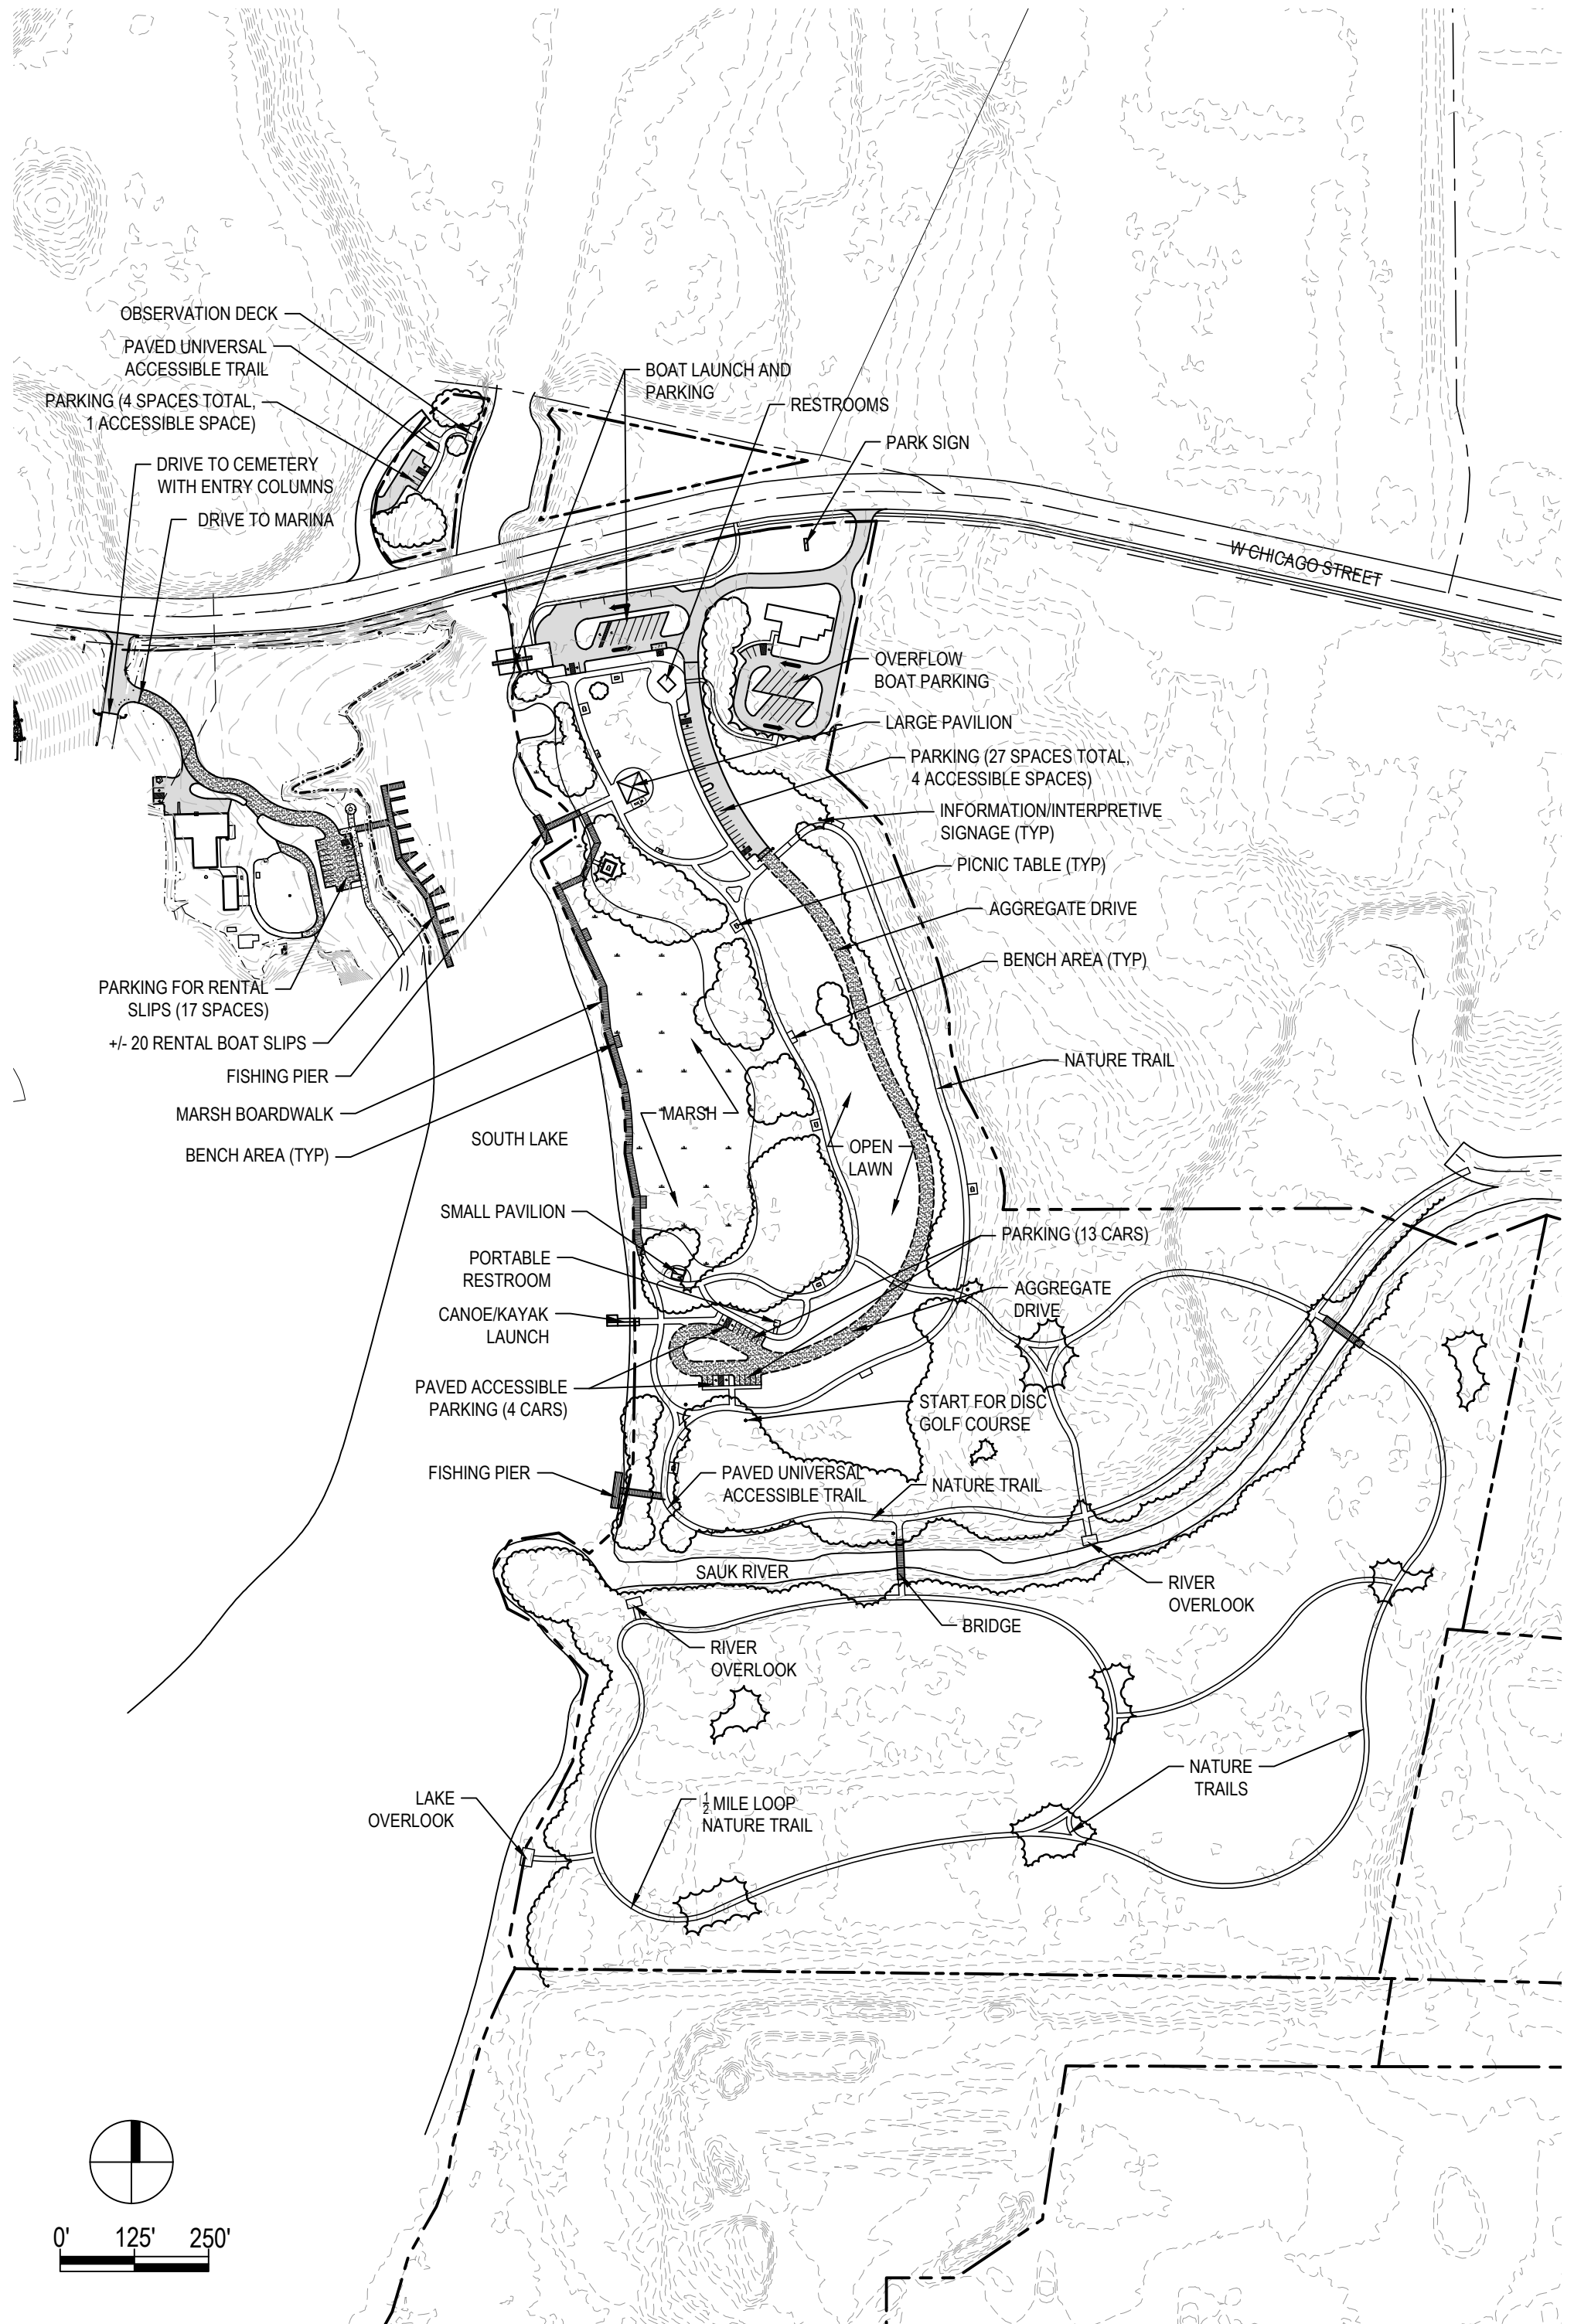 OBSERVATION DECK
PAVED UNIVERSAL
ACCESSIBLE TRAIL
PARKING (4 SPACES TOTAL,
1 ACCESSIBLE SPACE)
DRIVE TO CEMETERY
WITH ENTRY COLUMNS
DRIVE TO MARINA
BOAT LAUNCH AND
PARKING
RESTROOMS
PARK SIGN
W CHICAGO STREET
OVERFLOW
BOAT PARKING
LARGE PAVILION
PARKING (27 SPACES TOTAL,
4 ACCESSIBLE SPACES)
INFORMATION/INTERPRETIVE
SIGNAGE (TYP)
PICNIC TABLE (TYP)
AGGREGATE DRIVE
BENCH AREA (TYP)
NATURE TRAIL
PARKING FOR RENTAL
SLIPS (17 SPACES)
+/- 20 RENTAL BOAT SLIPS
FISHING PIER
MARSH BOARDWALK
BENCH AREA (TYP)
SOUTH LAKE
MARSH
OPEN
LAWN
SMALL PAVILION
PORTABLE
RESTROOM
CANOE/KAYAK
LAUNCH
PARKING (13 CARS)
AGGREGATE
DRIVE
PAVED ACCESSIBLE
PARKING (4 CARS)
START FOR DISC
GOLF COURSE
FISHING PIER
PAVED UNIVERSAL
ACCESSIBLE TRAIL
NATURE TRAIL
SAUK RIVER
RIVER
OVERLOOK
BRIDGE
RIVER
OVERLOOK
NATURE
TRAILS
LAKE
OVERLOOK
½ MILE LOOP
NATURE TRAIL
0' 125' 250'